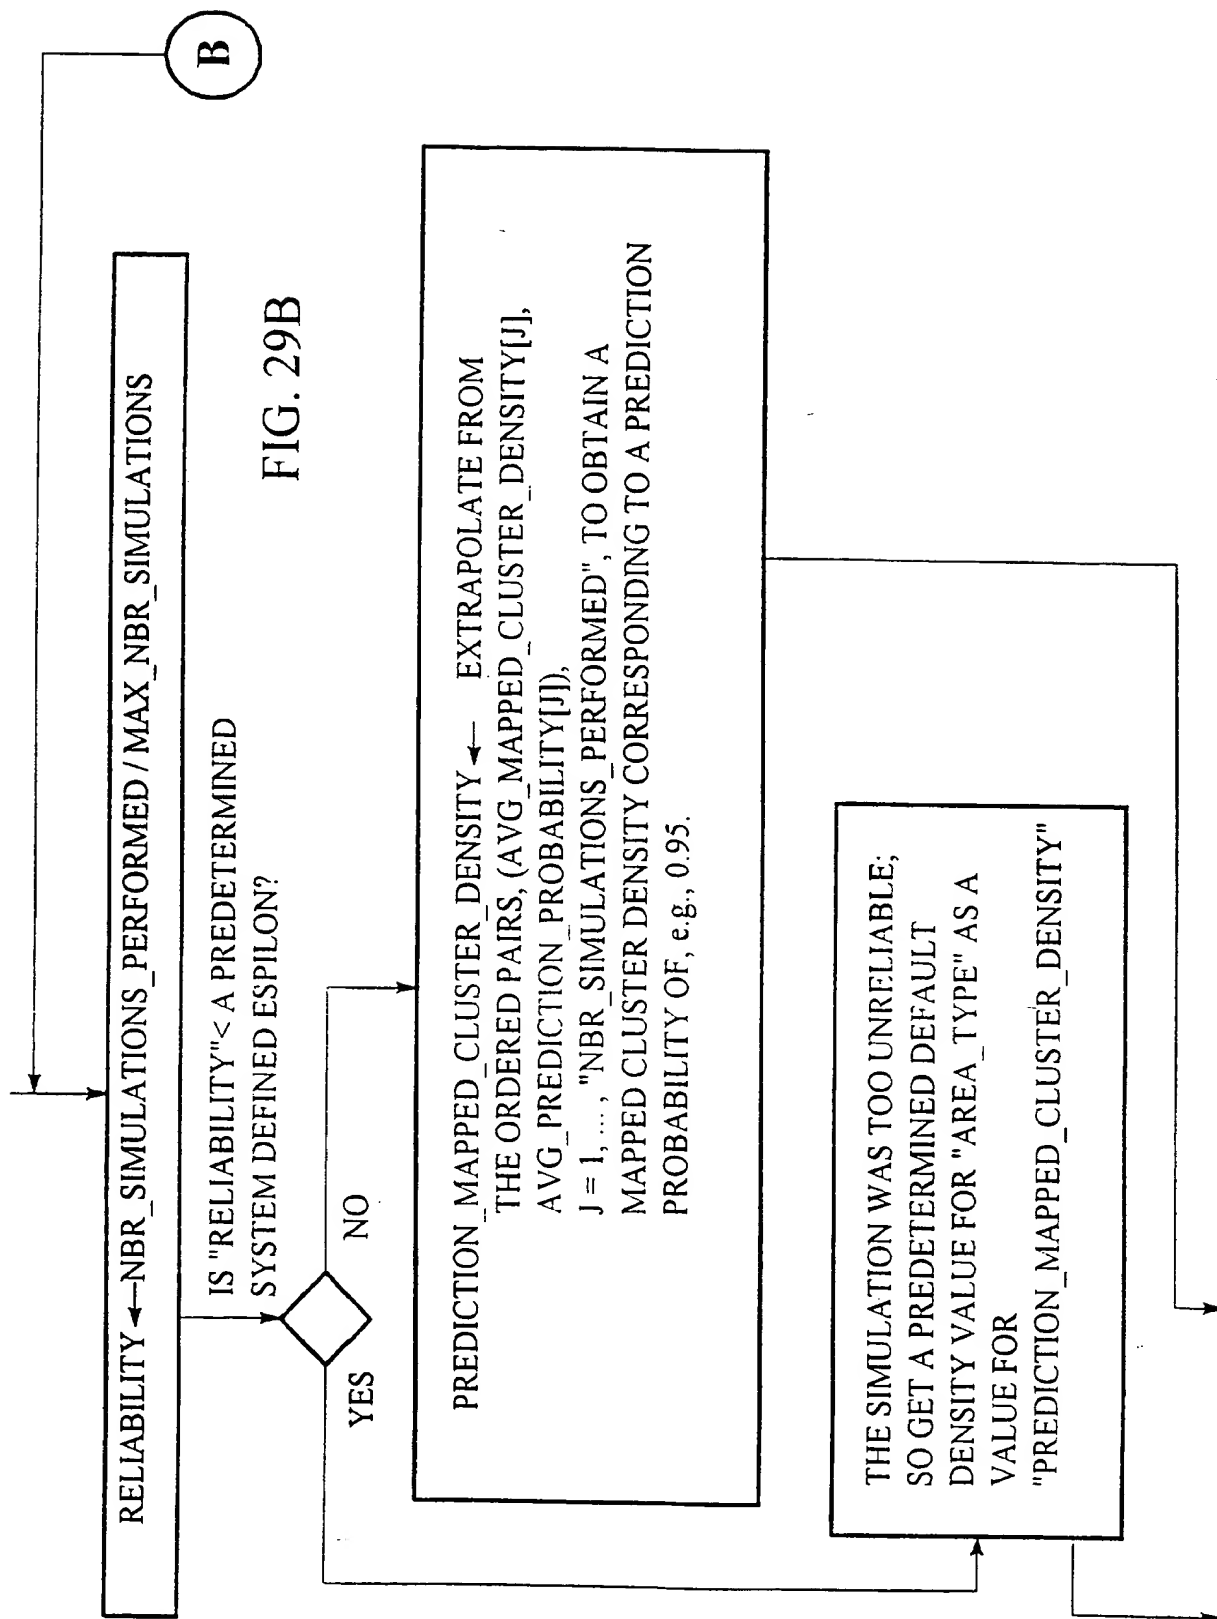 B
RELIABILITY ← NBR_SIMULATIONS_PERFORMED / MAX_NBR_SIMULATIONS
FIG. 29B
IS "RELIABILITY"< A PREDETERMINED
SYSTEM DEFINED ESPILON?
YES
NO
PREDICTION_MAPPED_CLUSTER_DENSITY ← EXTRAPOLATE FROM
THE ORDERED PAIRS, (AVG_MAPPED_CLUSTER_DENSITY[J],
AVG_PREDICTION_PROBABILITY[J]),
J = 1, ...., "NBR_SIMULATIONS_PERFORMED", TO OBTAIN A
MAPPED CLUSTER DENSITY CORRESPONDING TO A PREDICTION
PROBABILITY OF, e.g., 0.95.
THE SIMULATION WAS TOO UNRELIABLE;
SO GET A PREDETERMINED DEFAULT
DENSITY VALUE FOR "AREA_TYPE" AS A
VALUE FOR
"PREDICTION_MAPPED_CLUSTER_DENSITY"